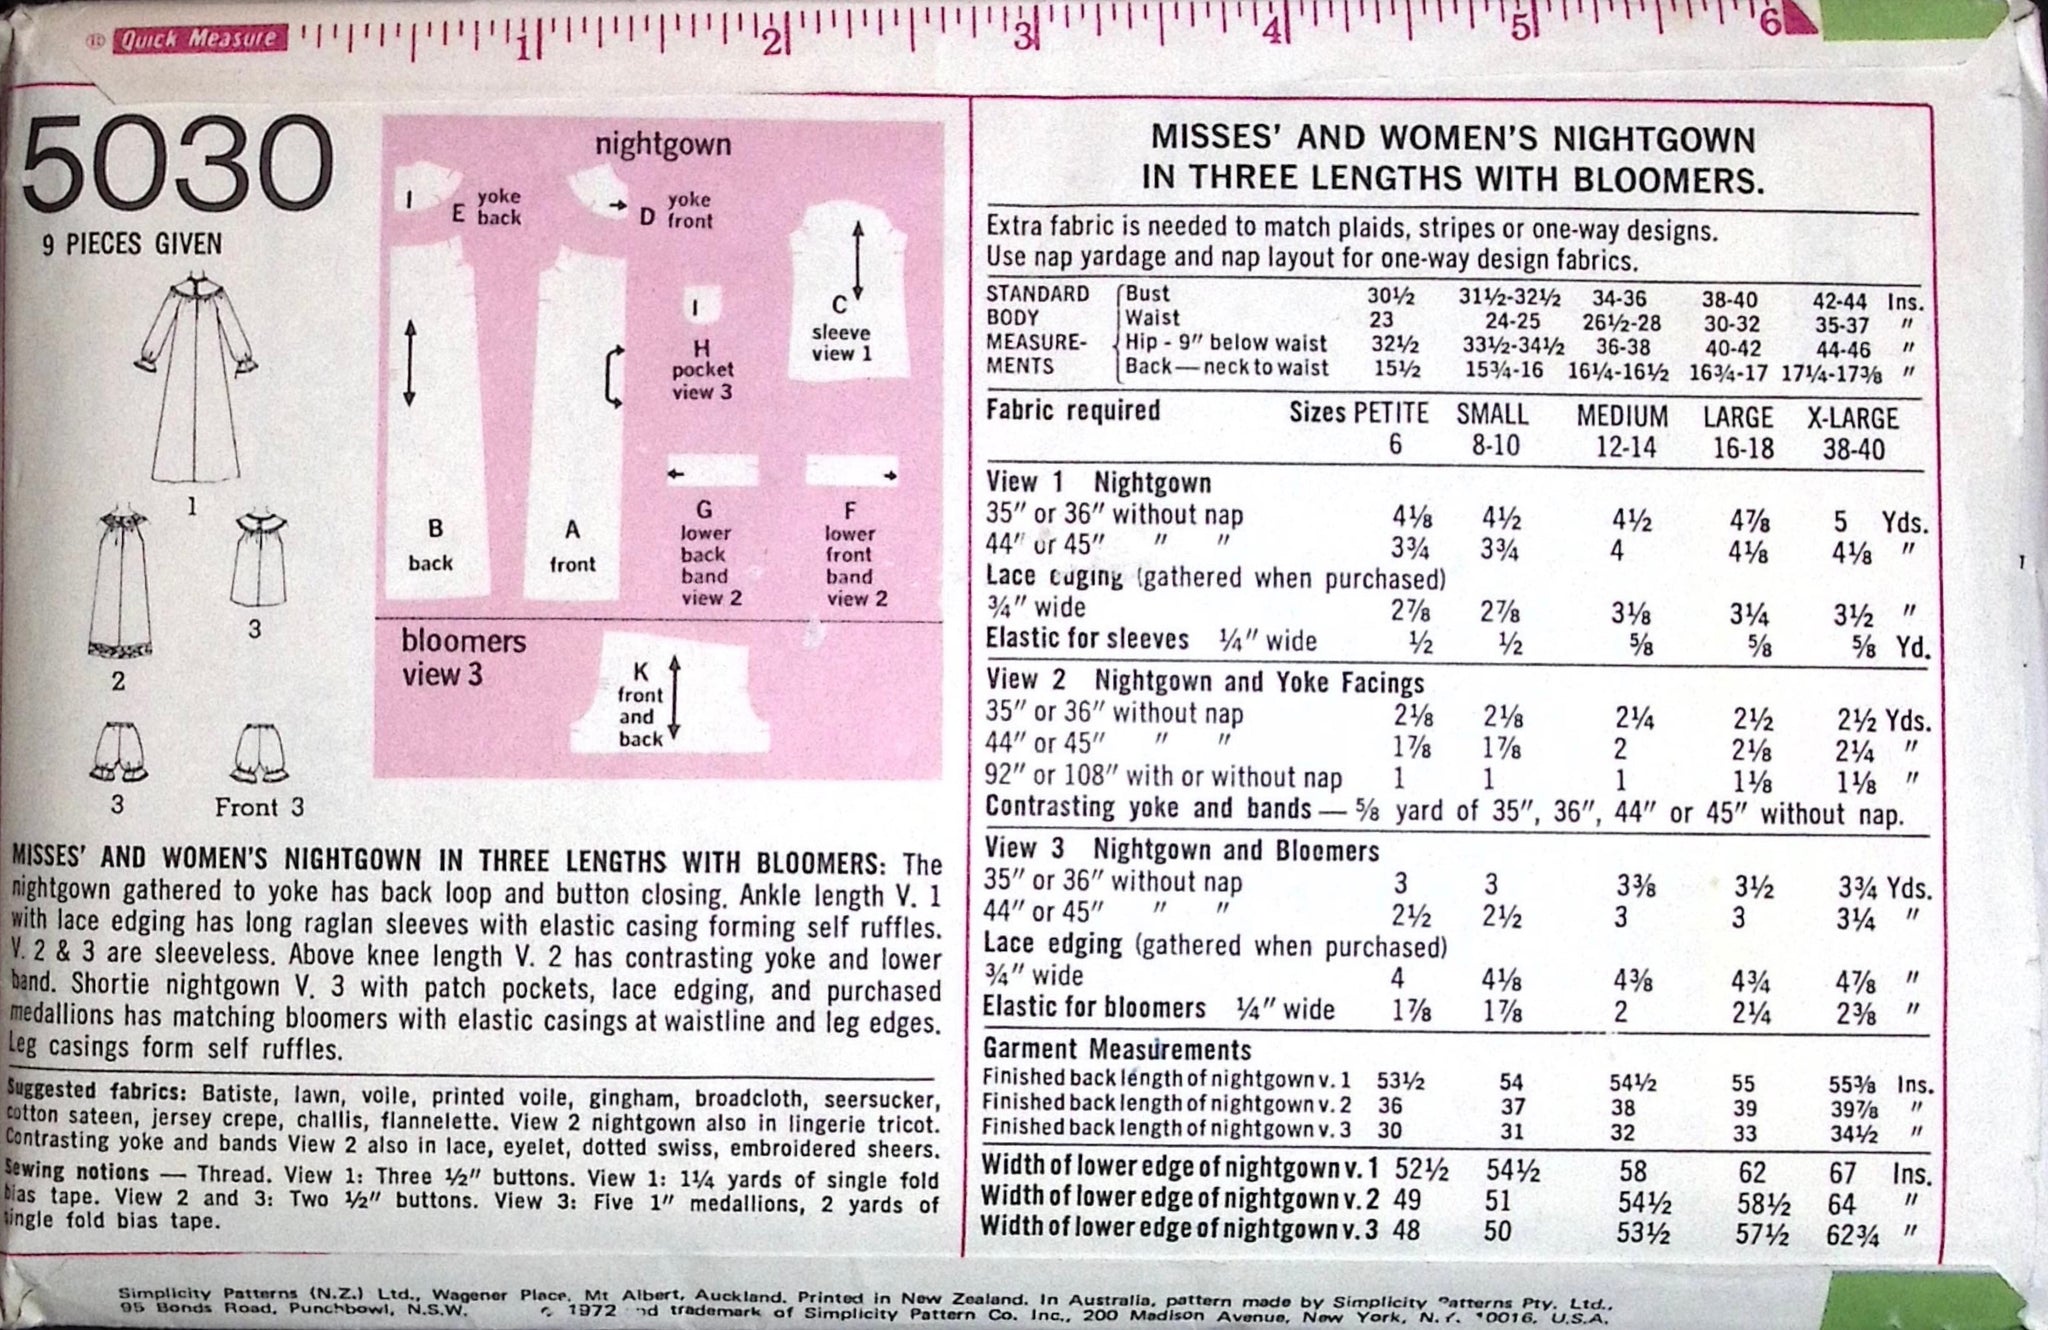 Quick Measure 1 2 3 4 5 6
5030
9 PIECES GIVEN
1
2
3
3
Front 3
nightgown
E yoke back
D yoke front
C
sleeve
view 1
H
pocket
view 3
B
back
A
front
G
lower
back
band
view 2
F
lower
front
band
view 2
bloomers
view 3
K
front
and
back
MISSES' AND WOMEN'S NIGHTGOWN IN THREE LENGTHS WITH BLOOMERS: The
nightgown gathered to yoke has back loop and button closing. Ankle length V. 1
with lace edging has long raglan sleeves with elastic casing forming self ruffles.
V. 2 & 3 are sleeveless. Above knee length V. 2 has contrasting yoke and lower
band. Shortie nightgown V. 3 with patch pockets, lace edging, and purchased
medallions has matching bloomers with elastic casings at waistline and leg edges.
Leg casings form self ruffles.
Suggested fabrics: Batiste, lawn, voile, printed voile, gingham, broadcloth, seersucker,
cotton sateen, jersey crepe, challis, flannelette. View 2 nightgown also in lingerie tricot.
Contrasting yoke and bands View 2 also in lace, eyelet, dotted swiss, embroidered sheers.
Sewing notions — Thread. View 1: Three ½" buttons. View 1: 1¼ yards of single fold
bias tape. View 2 and 3: Two ½" buttons. View 3: Five 1" medallions, 2 yards of
single fold bias tape.
MISSES' AND WOMEN'S NIGHTGOWN
IN THREE LENGTHS WITH BLOOMERS.
Extra fabric is needed to match plaids, stripes or one-way designs.
Use nap yardage and nap layout for one-way design fabrics.
STANDARD Bust 30½ 31½-32½ 34-36 38-40 42-44 Ins.
BODY Waist 23 24-25 26½-28 30-32 35-37 "
MEASURE- Hip - 9" below waist 32½ 33½-34½ 36-38 40-42 44-46 "
MENTS Back—neck to waist 15½ 15¾-16 16¼-16½ 16¾-17 17¼-17⅜ "
Fabric required Sizes PETITE SMALL MEDIUM LARGE X-LARGE
6 8-10 12-14 16-18 38-40
View 1 Nightgown
35" or 36" without nap 4⅛ 4½ 4½ 4⅞ 5 Yds.
44" or 45" " " 3¾ 3¾ 4 4⅛ 4⅛ "
Lace edging (gathered when purchased)
¾" wide 2⅞ 2⅞ 3⅛ 3¼ 3½ "
Elastic for sleeves ¼" wide ½ ½ ⅝ ⅝ ⅝ Yd.
View 2 Nightgown and Yoke Facings
35" or 36" without nap 2⅛ 2⅛ 2¼ 2½ 2½ Yds.
44" or 45" " " 1⅞ 1⅞ 2 2⅛ 2¼ "
92" or 108" with or without nap 1 1 1 1⅛ 1⅛ "
Contrasting yoke and bands — ⅝ yard of 35", 36", 44" or 45" without nap.
View 3 Nightgown and Bloomers
35" or 36" without nap 3 3 3⅜ 3½ 3¾ Yds.
44" or 45" " " 2½ 2½ 3 3 3¼ "
Lace edging (gathered when purchased)
¾" wide 4 4⅛ 4⅜ 4¾ 4⅞ "
Elastic for bloomers ¼" wide 1⅞ 1⅞ 2 2¼ 2⅜ "
Garment Measurements
Finished back length of nightgown v. 1 53½ 54 54½ 55 55⅜ Ins.
Finished back length of nightgown v. 2 36 37 38 39 39⅞ "
Finished back length of nightgown v. 3 30 31 32 33 34½ "
Width of lower edge of nightgown v. 1 52½ 54½ 58 62 67 Ins.
Width of lower edge of nightgown v. 2 49 51 54½ 58½ 64 "
Width of lower edge of nightgown v. 3 48 50 53½ 57½ 62¾ "
Simplicity Patterns (N.Z.) Ltd., Wagener Place, Mt Albert, Auckland. Printed in New Zealand. In Australia, pattern made by Simplicity Patterns Pty. Ltd.,
95 Bonds Road, Punchbowl, N.S.W. © 1972 trademark of Simplicity Pattern Co. Inc., 200 Madison Avenue, New York, N.Y. 10016, U.S.A.